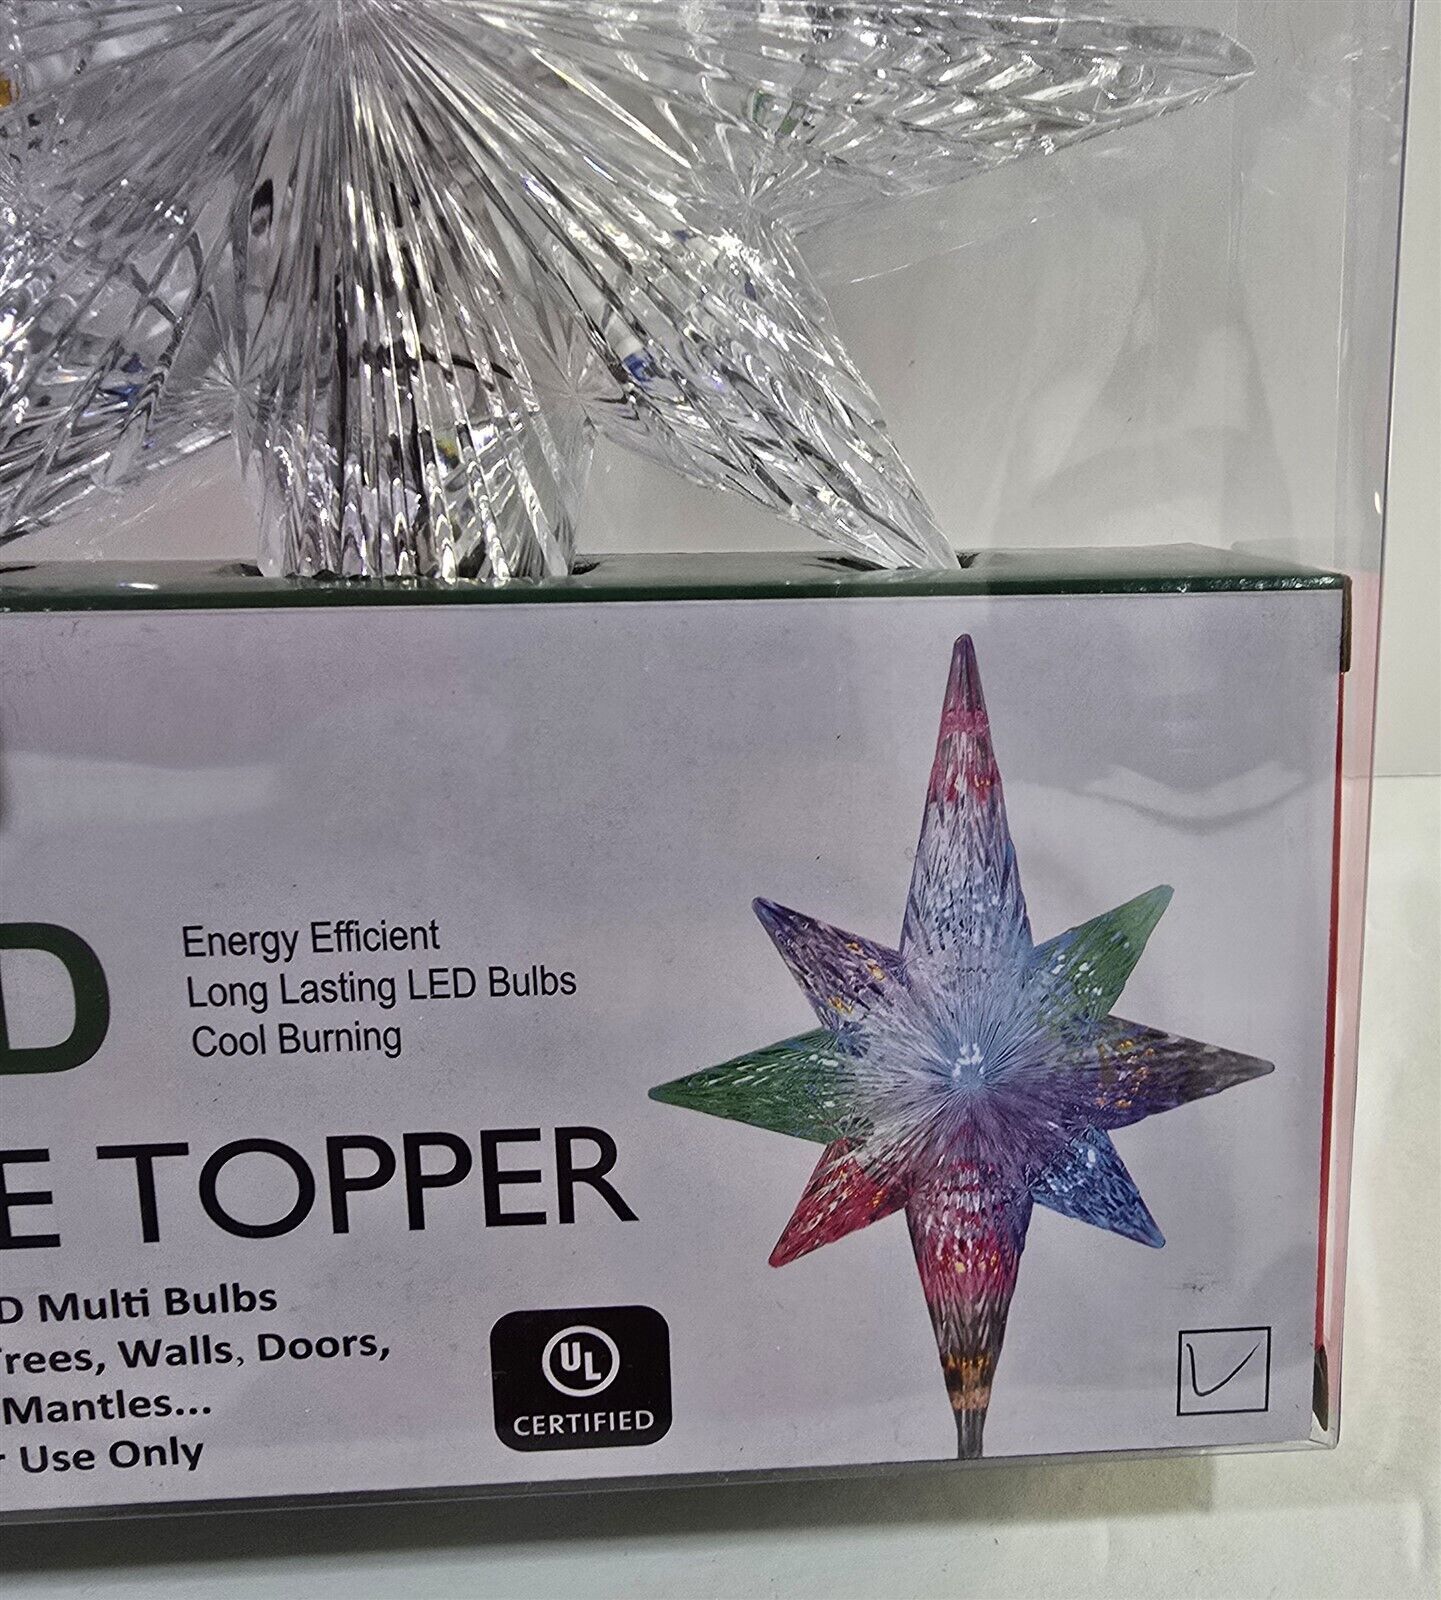 D
Energy Efficient
Long Lasting LED Bulbs
Cool Burning
E TOPPER
D Multi Bulbs
Trees, Walls, Doors,
Mantles...
r Use Only
UL
CERTIFIED